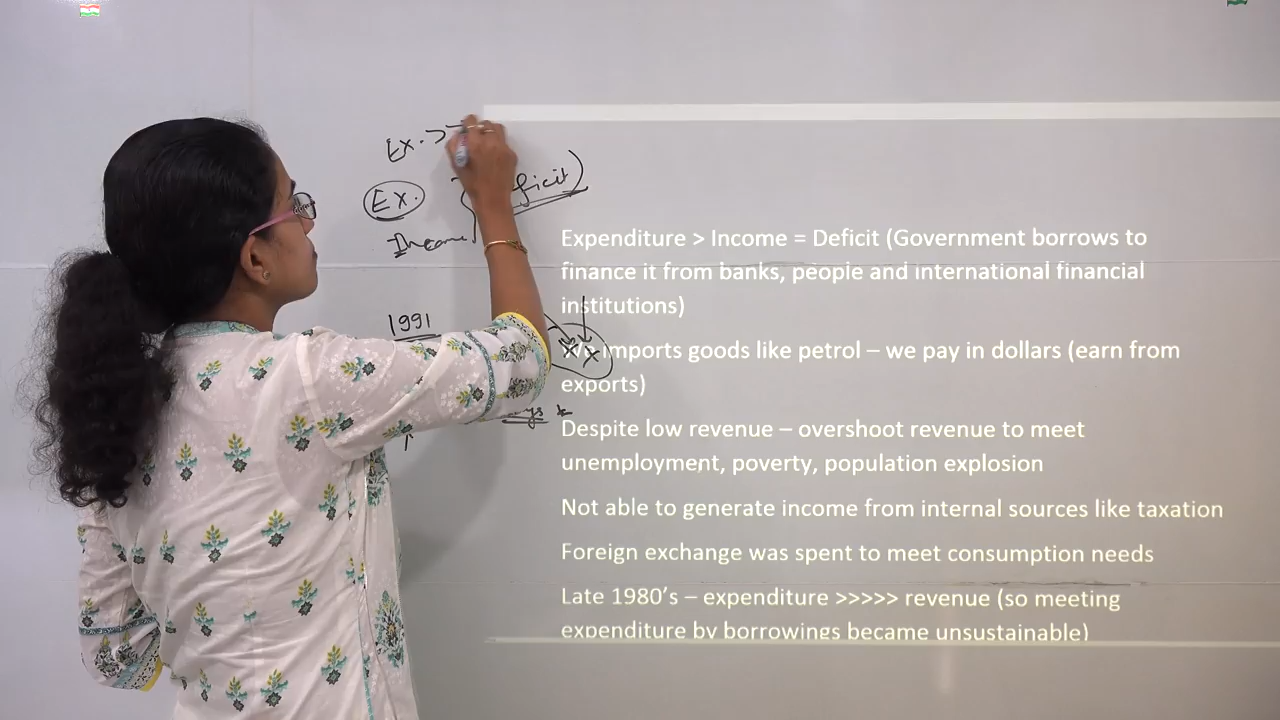 Ex. >
Ex.
Income
1991
Expenditure > Income = Deficit (Government borrows to
finance it from banks, people and international financial
institutions)
imports goods like petrol – we pay in dollars (earn from
exports)
Despite low revenue – overshoot revenue to meet
unemployment, poverty, population explosion
Not able to generate income from internal sources like taxation
Foreign exchange was spent to meet consumption needs
Late 1980's – expenditure >>>>> revenue (so meeting
expenditure by borrowings became unsustainable)